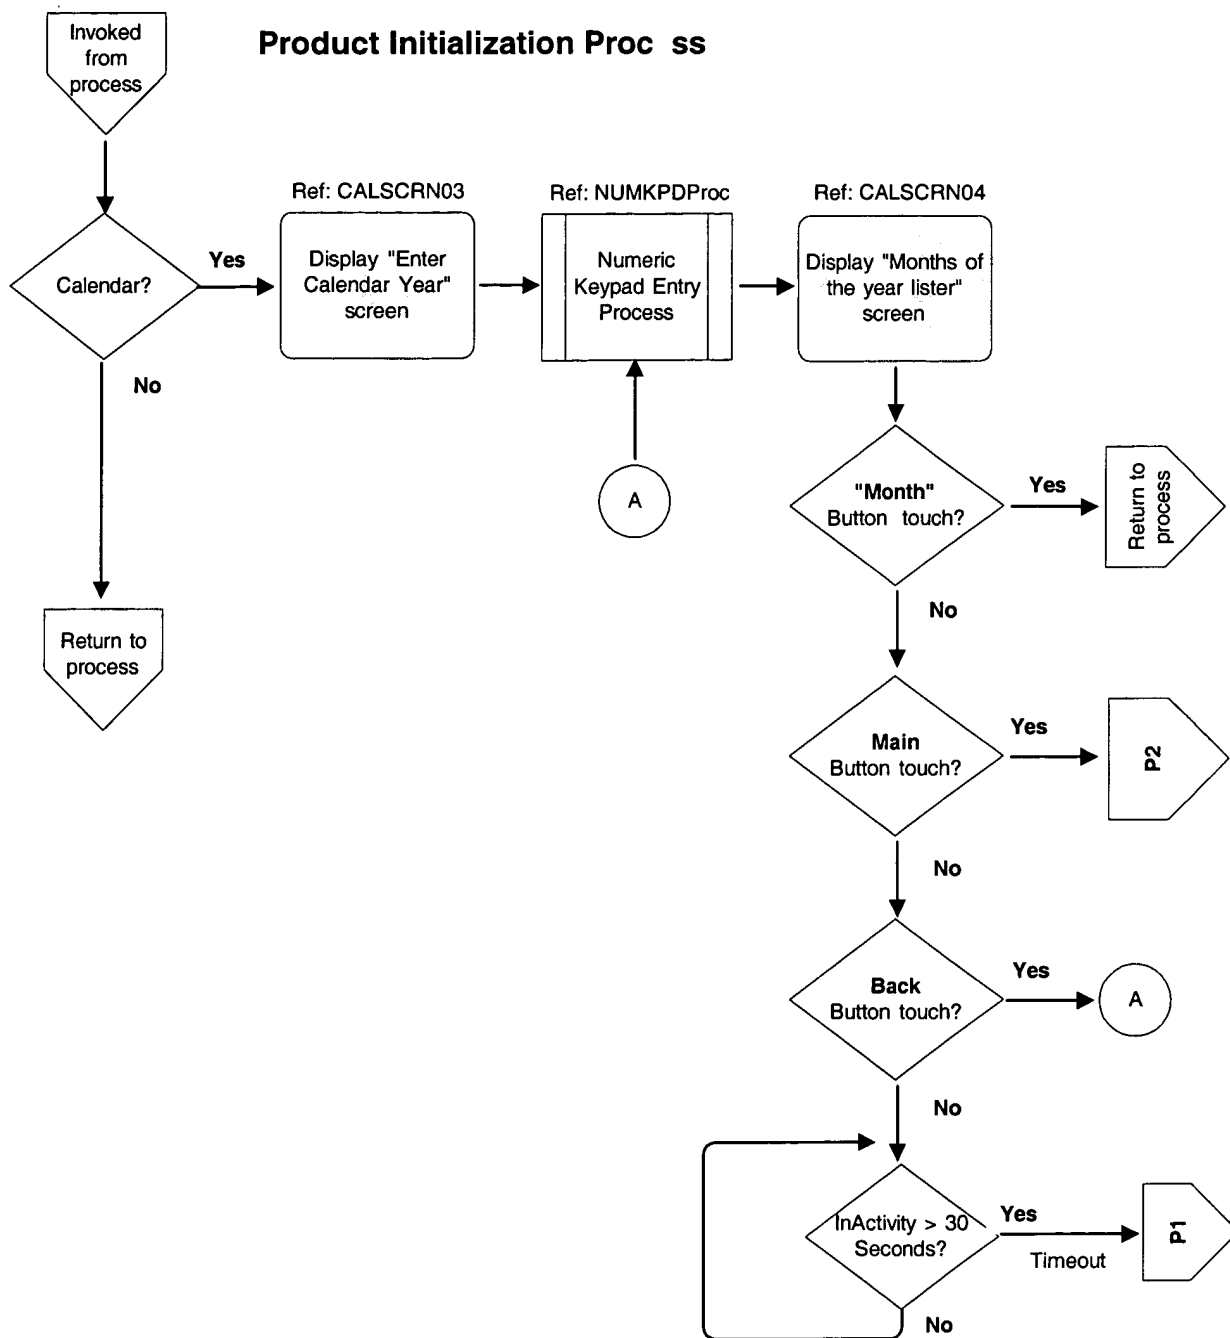 Invoked
from
process
Product Initialization Proc ss
Ref: CALSCRN03
Ref: NUMKPDProc
Ref: CALSCRN04
Calendar?
Yes
Display "Enter
Calendar Year"
screen
Numeric
Keypad Entry
Process
Display "Months of
the year lister"
screen
No
A
"Month"
Button touch?
Yes
Return to
process
No
Return to
process
Main
Button touch?
Yes
P2
No
Back
Button touch?
Yes
A
No
InActivity > 30
Seconds?
Yes
Timeout
P1
No